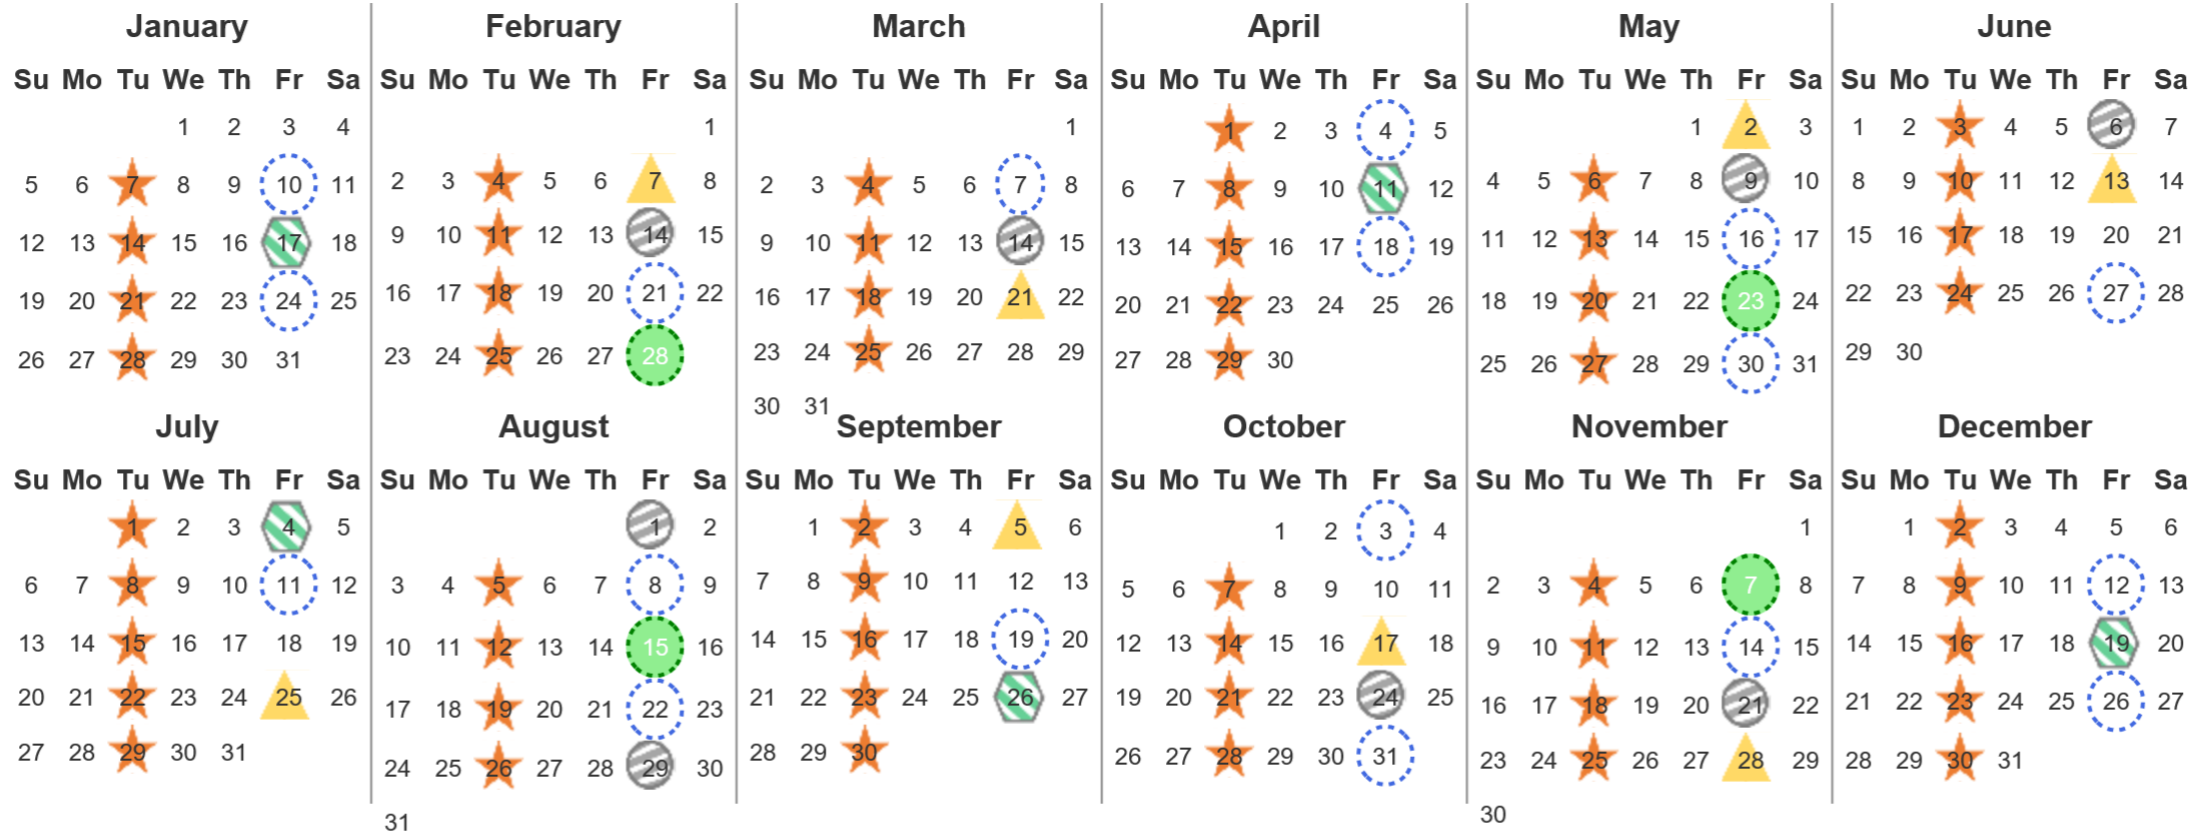 January February March April May June
Su Mo Tu We Th Fr Sa Su Mo Tu We Th Fr Sa Su Mo Tu We Th Fr Sa Su Mo Tu We Th Fr Sa Su Mo Tu We Th Fr Sa Su Mo Tu We Th Fr Sa
1 2 3 4 1 1 1 2 3 4 5 1 2 3 1 2 3 4 5 6 7
5 6 7 8 9 10 11 2 3 4 5 6 7 8 2 3 4 5 6 7 8 6 7 8 9 10 11 12 4 5 6 7 8 9 10 8 9 10 11 12 13 14
12 13 14 15 16 17 18 9 10 11 12 13 14 15 9 10 11 12 13 14 15 13 14 15 16 17 18 19 11 12 13 14 15 16 17 15 16 17 18 19 20 21
19 20 21 22 23 24 25 16 17 18 19 20 21 22 16 17 18 19 20 21 22 20 21 22 23 24 25 26 18 19 20 21 22 23 24 22 23 24 25 26 27 28
26 27 28 29 30 31 23 24 25 26 27 28 23 24 25 26 27 28 29 27 28 29 30 25 26 27 28 29 30 31 29 30
30 31
July August September October November December
Su Mo Tu We Th Fr Sa Su Mo Tu We Th Fr Sa Su Mo Tu We Th Fr Sa Su Mo Tu We Th Fr Sa Su Mo Tu We Th Fr Sa Su Mo Tu We Th Fr Sa
1 2 3 4 5 1 2 1 2 3 4 5 6 1 2 3 4 1 1 2 3 4 5 6
6 7 8 9 10 11 12 3 4 5 6 7 8 9 7 8 9 10 11 12 13 5 6 7 8 9 10 11 2 3 4 5 6 7 8 7 8 9 10 11 12 13
13 14 15 16 17 18 19 10 11 12 13 14 15 16 14 15 16 17 18 19 20 12 13 14 15 16 17 18 9 10 11 12 13 14 15 14 15 16 17 18 19 20
20 21 22 23 24 25 26 17 18 19 20 21 22 23 21 22 23 24 25 26 27 19 20 21 22 23 24 25 16 17 18 19 20 21 22 21 22 23 24 25 26 27
27 28 29 30 31 24 25 26 27 28 29 30 28 29 30 26 27 28 29 30 31 23 24 25 26 27 28 29 28 29 30 31
31 30